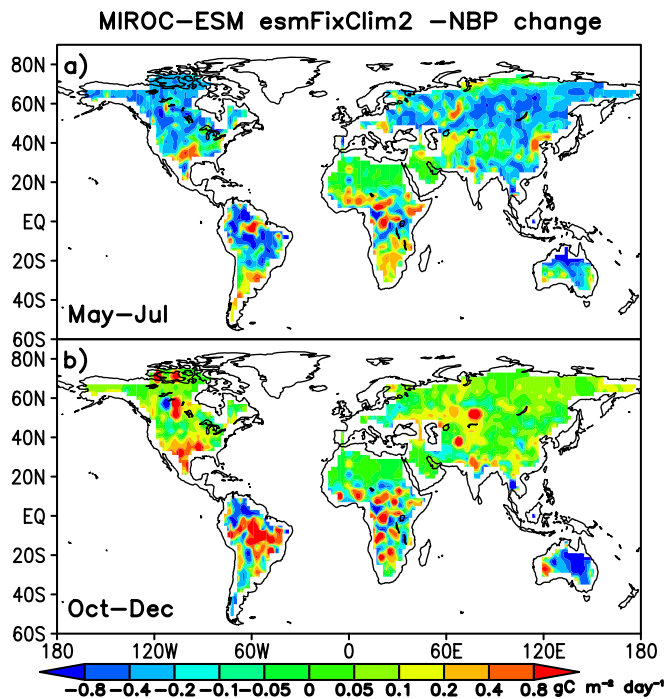 MIROC−ESM esmFixClim2 −NBP change
80N
a)
60N
40N
20N
EQ
20S
40S
May−Jul
60S
80N
b)
60N
40N
20N
EQ
20S
40S
Oct−Dec
60S
180 120W 60W 0 60E 120E 180
−0.8 −0.4 −0.2 −0.1 −0.05 0 0.05 0.1 0.2 0.4 0.8 gC m⁻² day⁻¹